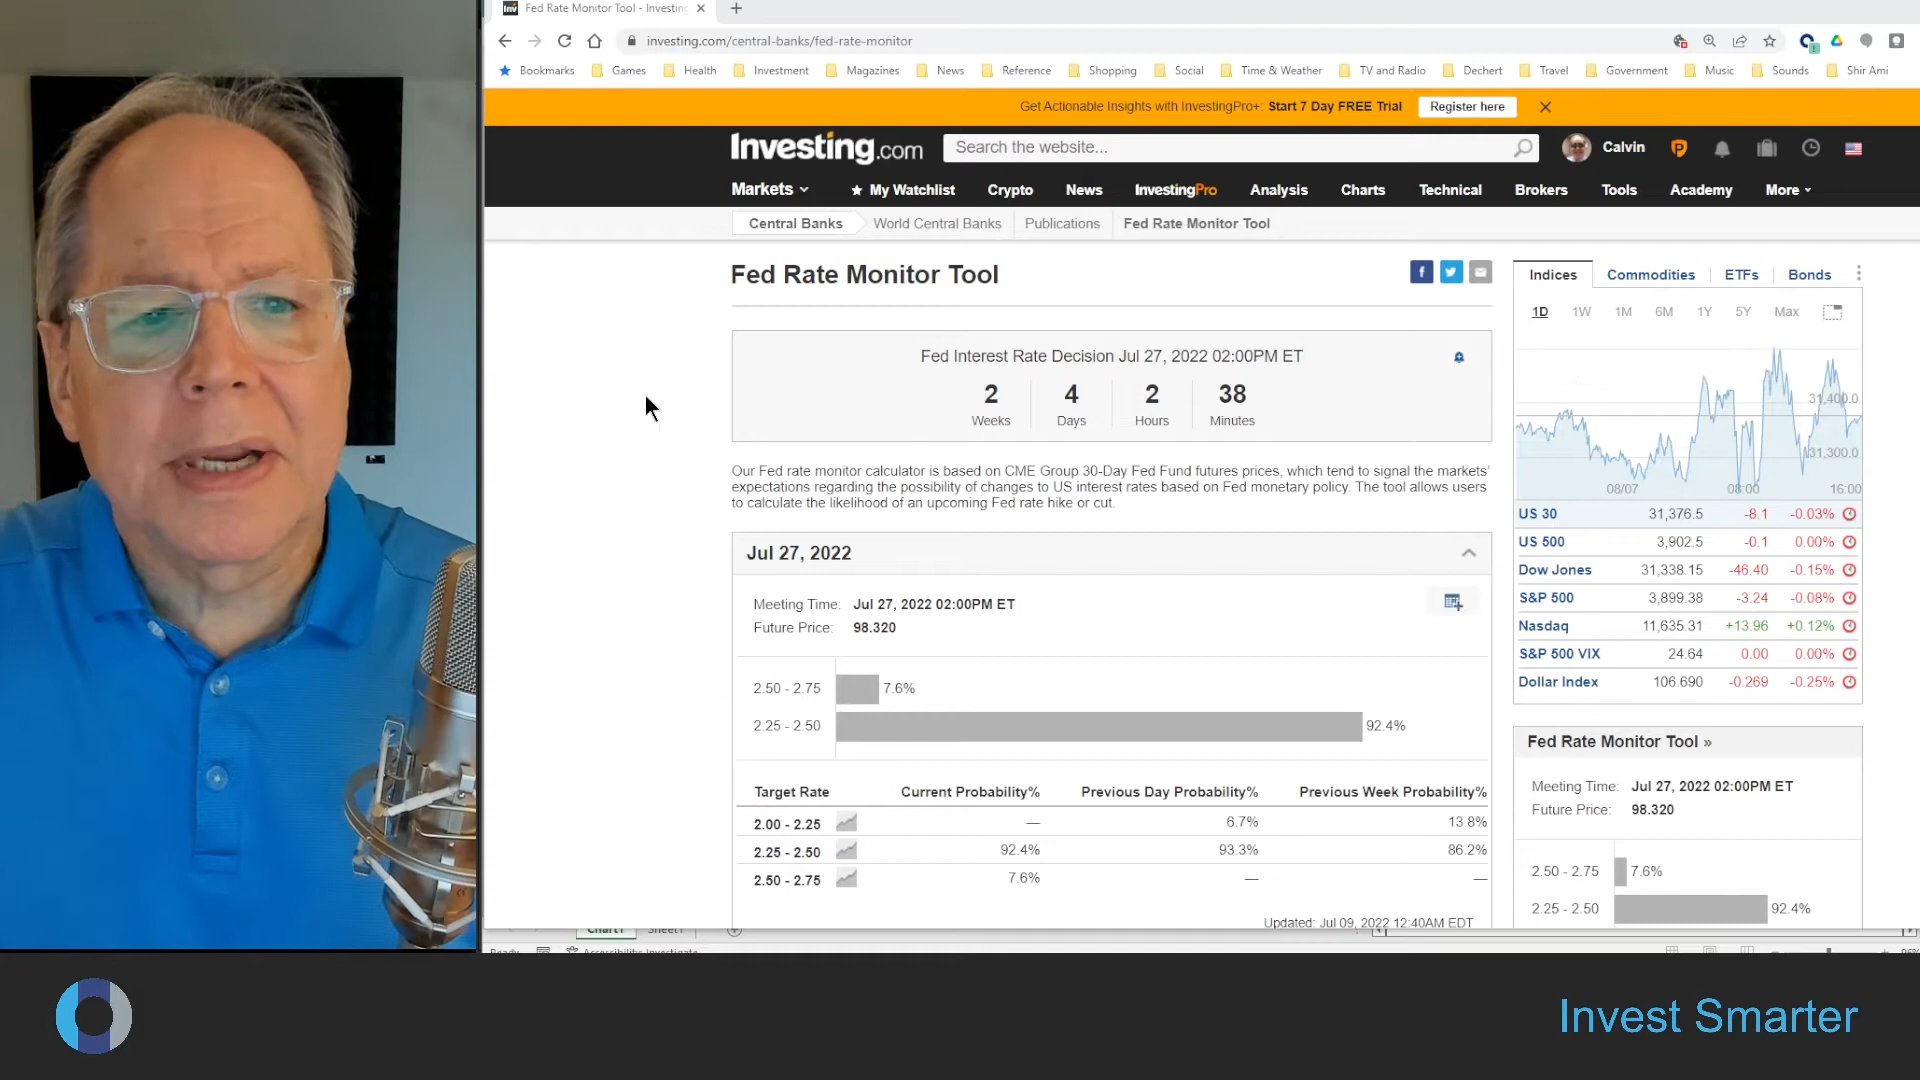 Inv Fed Rate Monitor Tool - Investin
investing.com/central-banks/fed-rate-monitor
Bookmarks Games Health Investment Magazines News Reference Shopping Social Time & Weather TV and Radio Dechert Travel Government Music Sounds Shir Ami
Get Actionable Insights with InvestingPro+: Start 7 Day FREE Trial Register here
Investing.com Search the website... Calvin
Markets My Watchlist Crypto News InvestingPro Analysis Charts Technical Brokers Tools Academy More
Central Banks World Central Banks Publications Fed Rate Monitor Tool
Fed Rate Monitor Tool
Fed Interest Rate Decision Jul 27, 2022 02:00PM ET
2 4 2 38
Weeks Days Hours Minutes
Our Fed rate monitor calculator is based on CME Group 30-Day Fed Fund futures prices, which tend to signal the markets'
expectations regarding the possibility of changes to US interest rates based on Fed monetary policy. The tool allows users
to calculate the likelihood of an upcoming Fed rate hike or cut.
Jul 27, 2022
Meeting Time: Jul 27, 2022 02:00PM ET
Future Price: 98.320
2.50 - 2.75 7.6%
2.25 - 2.50 92.4%
Target Rate Current Probability% Previous Day Probability% Previous Week Probability%
2.00 - 2.25 — 6.7% 13.8%
2.25 - 2.50 92.4% 93.3% 86.2%
2.50 - 2.75 7.6% — —
Updated: Jul 09, 2022 12:40AM EDT
Indices Commodities ETFs Bonds
1D 1W 1M 6M 1Y 5Y Max
31,400.0
31,300.0
08/07 08:00 16:00
US 30 31,376.5 -8.1 -0.03%
US 500 3,902.5 -0.1 0.00%
Dow Jones 31,338.15 -46.40 -0.15%
S&P 500 3,899.38 -3.24 -0.08%
Nasdaq 11,635.31 +13.96 +0.12%
S&P 500 VIX 24.64 0.00 0.00%
Dollar Index 106.690 -0.269 -0.25%
Fed Rate Monitor Tool »
Meeting Time: Jul 27, 2022 02:00PM ET
Future Price: 98.320
2.50 - 2.75 7.6%
2.25 - 2.50 92.4%
Chart1 Sheet1
Invest Smarter